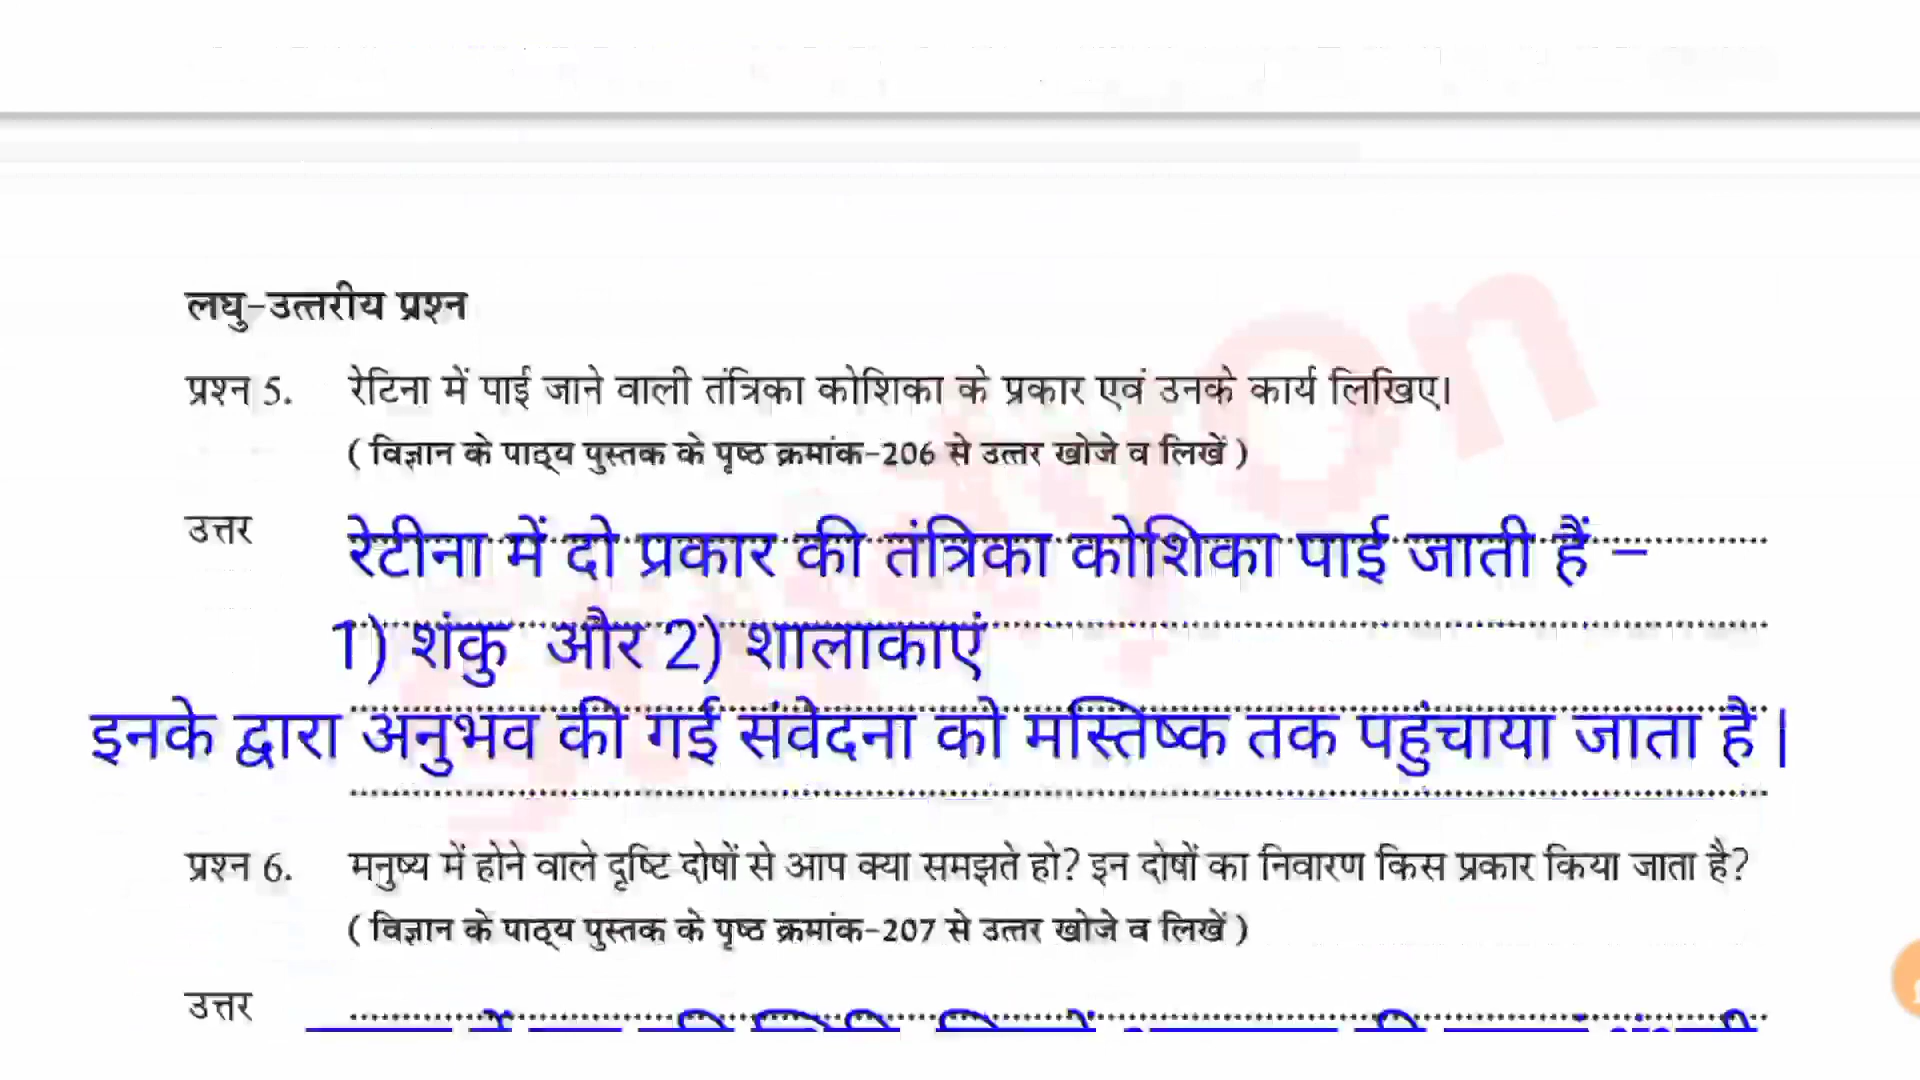 लघु-उत्तरीय प्रश्न
प्रश्न 5. रेटिना में पाई जाने वाली तंत्रिका कोशिका के प्रकार एवं उनके कार्य लिखिए।
( विज्ञान के पाठ्य पुस्तक के पृष्ठ क्रमांक-206 से उत्तर खोजे व लिखें )
उत्तर रेटीना में दो प्रकार की तंत्रिका कोशिका पाई जाती हैं –
1) शंकु और 2) शालाकाएं
इनके द्वारा अनुभव की गई संवेदना को मस्तिष्क तक पहुंचाया जाता है |
प्रश्न 6. मनुष्य में होने वाले दृष्टि दोषों से आप क्या समझते हो? इन दोषों का निवारण किस प्रकार किया जाता है?
( विज्ञान के पाठ्य पुस्तक के पृष्ठ क्रमांक-207 से उत्तर खोजे व लिखें )
उत्तर